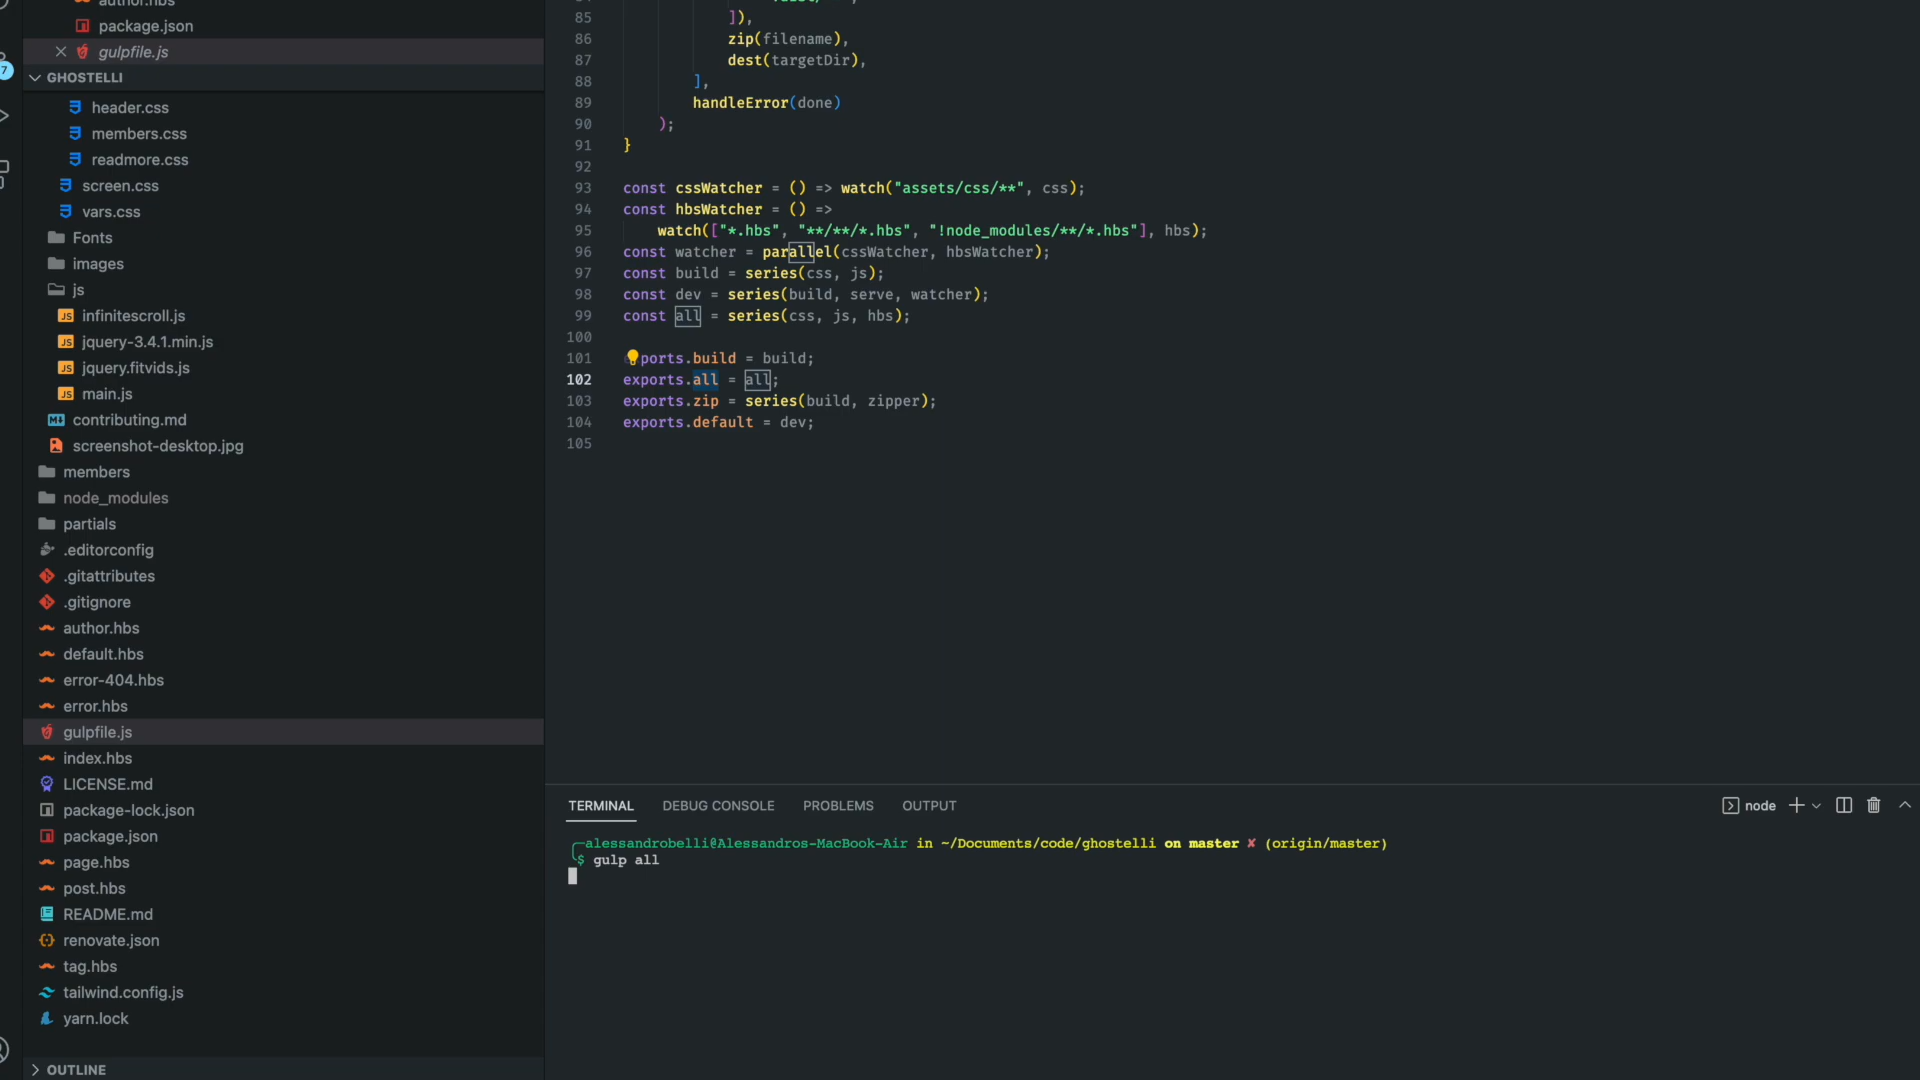 author.hbs
package.json
gulpfile.js
7
GHOSTELLI
header.css
members.css
readmore.css
screen.css
vars.css
Fonts
images
js
JS infinitescroll.js
JS jquery-3.4.1.min.js
JS jquery.fitvids.js
JS main.js
contributing.md
screenshot-desktop.jpg
members
node_modules
partials
.editorconfig
.gitattributes
.gitignore
author.hbs
default.hbs
error-404.hbs
error.hbs
gulpfile.js
index.hbs
LICENSE.md
package-lock.json
package.json
page.hbs
post.hbs
README.md
renovate.json
tag.hbs
tailwind.config.js
yarn.lock
OUTLINE
85 ]),
86 zip(filename),
87 dest(targetDir),
88 ],
89 handleError(done)
90 );
91 }
92
93 const cssWatcher = () => watch("assets/css/**", css);
94 const hbsWatcher = () =>
95 watch(["*.hbs", "**/**/*.hbs", "!node_modules/**/*.hbs"], hbs);
96 const watcher = parallel(cssWatcher, hbsWatcher);
97 const build = series(css, js);
98 const dev = series(build, serve, watcher);
99 const all = series(css, js, hbs);
100
101 exports.build = build;
102 exports.all = all;
103 exports.zip = series(build, zipper);
104 exports.default = dev;
105
TERMINAL DEBUG CONSOLE PROBLEMS OUTPUT node
alessandrobelli@Alessandros-MacBook-Air in ~/Documents/code/ghostelli on master ✘ (origin/master)
$ gulp all